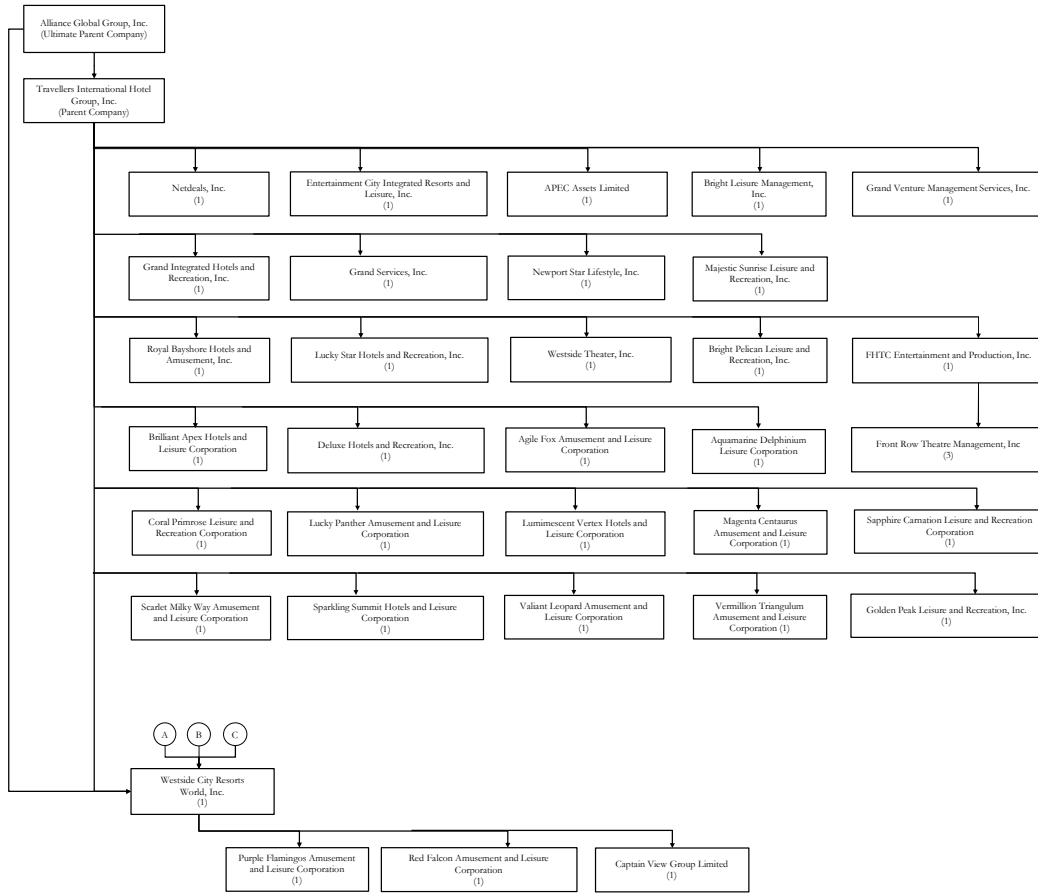 Alliance Global Group, Inc.
(Ultimate Parent Company)
Travellers International Hotel
Group, Inc.
(Parent Company)
Netdeals, Inc.
(1)
Entertainment City Integrated Resorts and
Leisure, Inc.
(1)
APEC Assets Limited
(1)
Bright Leisure Management,
Inc.
(1)
Grand Venture Management Services, Inc.
(1)
Grand Integrated Hotels and
Recreation, Inc.
(1)
Grand Services, Inc.
(1)
Newport Star Lifestyle, Inc.
(1)
Majestic Sunrise Leisure and
Recreation, Inc.
(1)
Royal Bayshore Hotels and
Amusement, Inc.
(1)
Lucky Star Hotels and Recreation, Inc.
(1)
Westside Theater, Inc.
(1)
Bright Pelican Leisure and
Recreation, Inc.
(1)
FHTC Entertainment and Production, Inc.
(1)
Brilliant Apex Hotels and
Leisure Corporation
(1)
Deluxe Hotels and Recreation, Inc.
(1)
Agile Fox Amusement and Leisure
Corporation
(1)
Aquamarine Delphinium
Leisure Corporation
(1)
Front Row Theatre Management, Inc
(3)
Coral Primrose Leisure and
Recreation Corporation
(1)
Lucky Panther Amusement and Leisure
Corporation
(1)
Lumimescent Vertex Hotels and
Leisure Corporation
(1)
Magenta Centaurus
Amusement and Leisure
Corporation (1)
Sapphire Carnation Leisure and Recreation
Corporation
(1)
Scarlet Milky Way Amusement
and Leisure Corporation
(1)
Sparkling Summit Hotels and Leisure
Corporation
(1)
Valiant Leopard Amusement and
Leisure Corporation
(1)
Vermillion Triangulum
Amusement and Leisure
Corporation (1)
Golden Peak Leisure and Recreation, Inc.
(1)
A
B
C
Westside City Resorts
World, Inc.
(1)
Purple Flamingos Amusement
and Leisure Corporation
(1)
Red Falcon Amusement and Leisure
Corporation
(1)
Captain View Group Limited
(1)